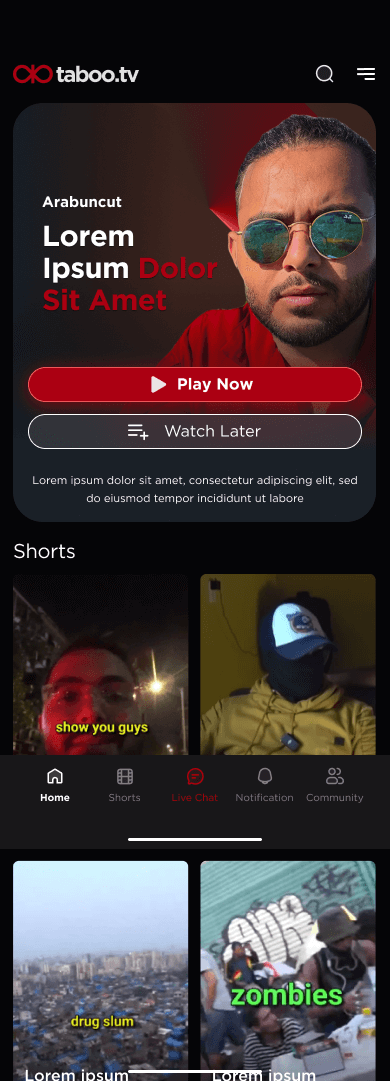 taboo.tv
Arabuncut
Lorem
Ipsum Dolor
Sit Amet
Play Now
Watch Later
Lorem ipsum dolor sit amet, consectetur adipiscing elit, sed
do eiusmod tempor incididunt ut labore
Shorts
show you guys
Home
Shorts
Live Chat
Notification
Community
drug slum
zombies
Lorem ipsum
Lorem ipsum